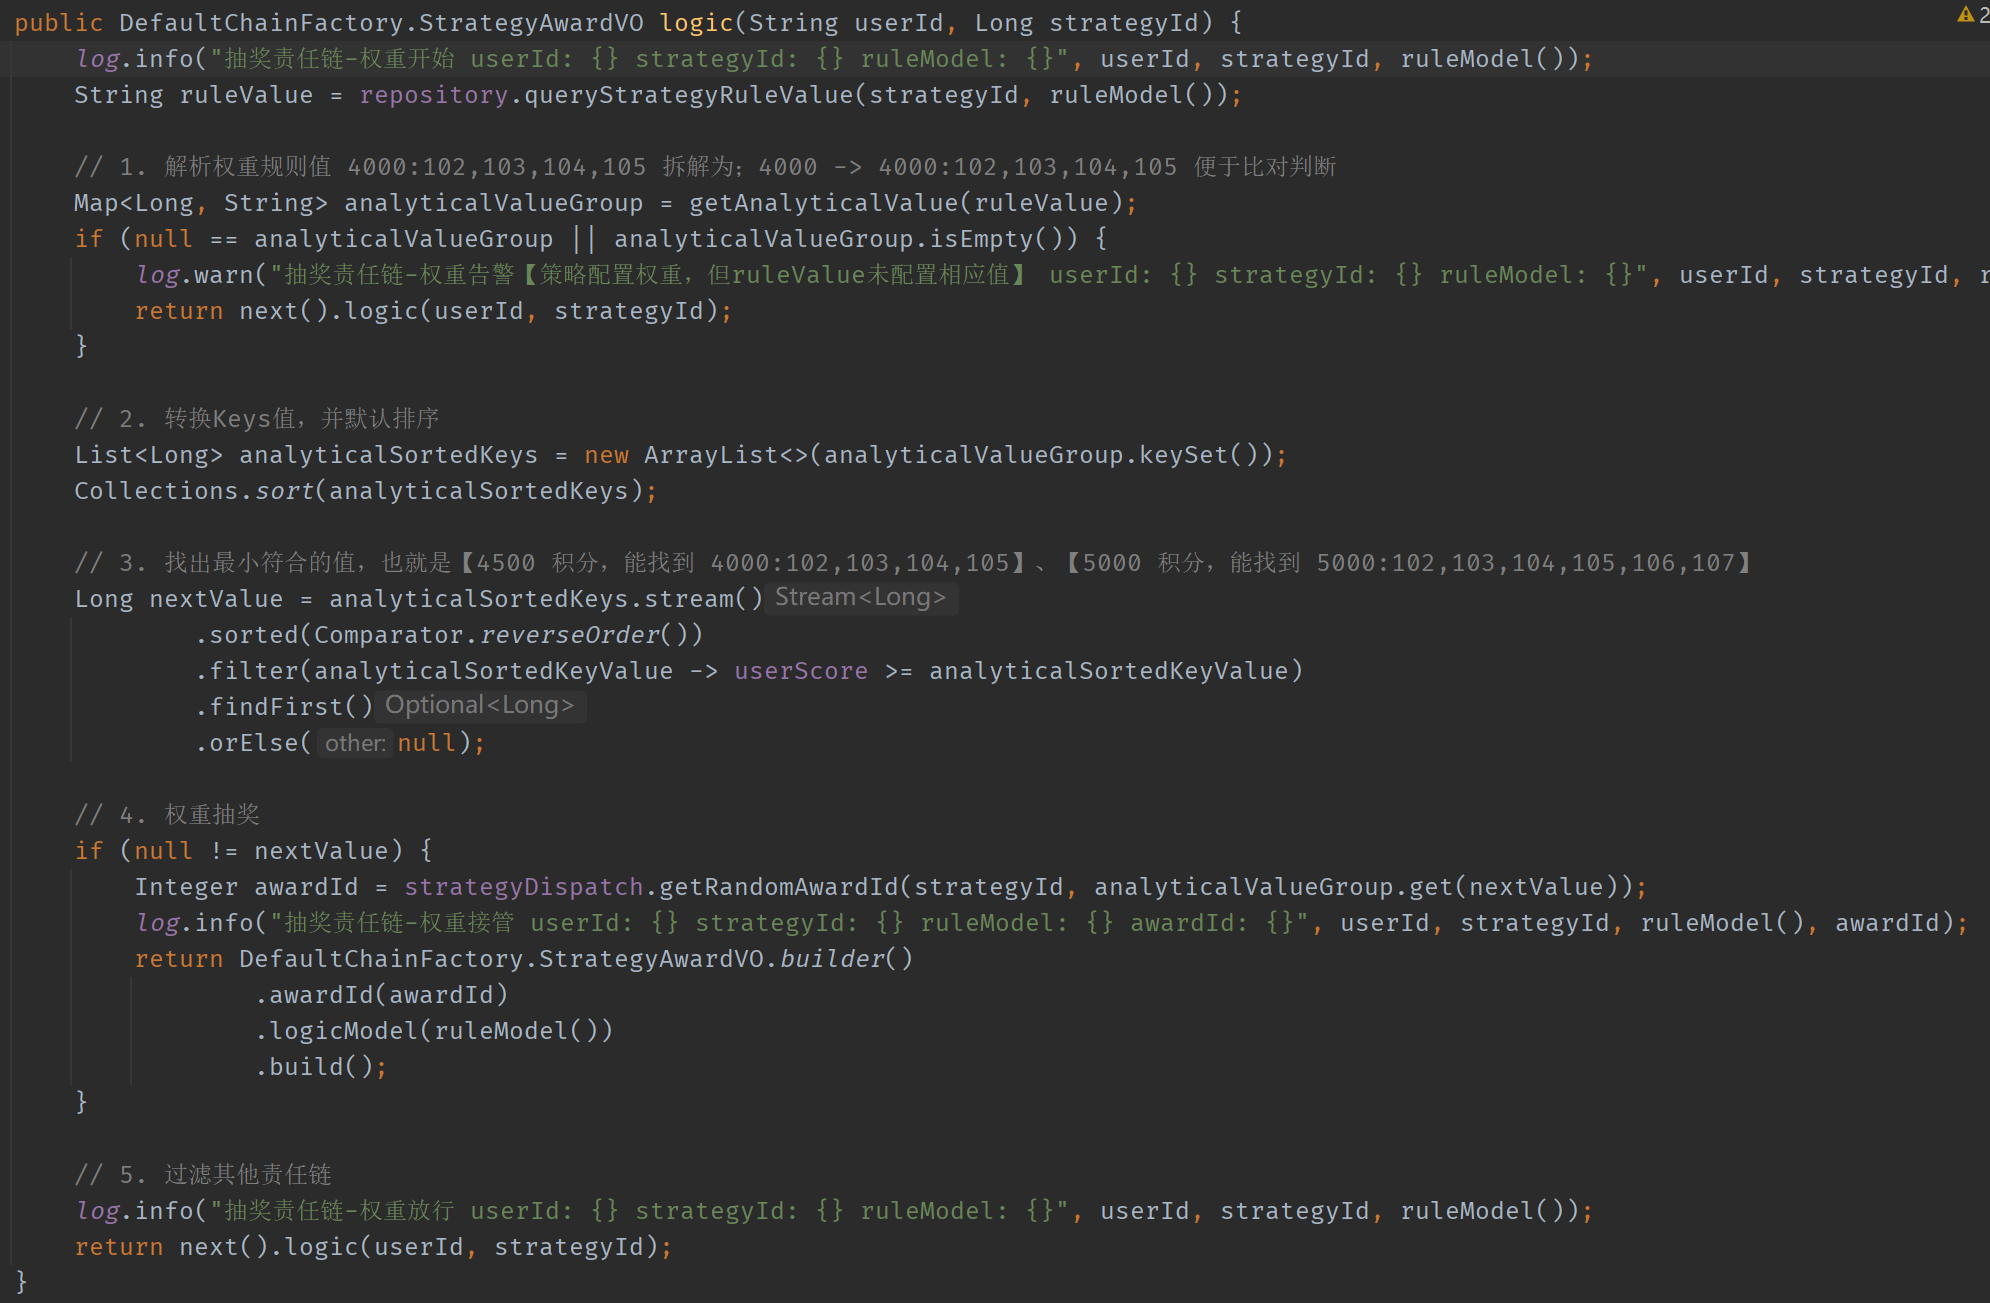 public DefaultChainFactory.StrategyAwardVO logic(String userId, Long strategyId) {
2
log.info("抽奖责任链-权重开始 userId: {} strategyId: {} ruleModel: {}", userId, strategyId, ruleModel());
String ruleValue = repository.queryStrategyRuleValue(strategyId, ruleModel());
// 1. 解析权重规则值 4000:102,103,104,105 拆解为；4000 -> 4000:102,103,104,105 便于比对判断
Map<Long, String> analyticalValueGroup = getAnalyticalValue(ruleValue);
if (null == analyticalValueGroup || analyticalValueGroup.isEmpty()) {
log.warn("抽奖责任链-权重告警【策略配置权重，但ruleValue未配置相应值】 userId: {} strategyId: {} ruleModel: {}", userId, strategyId, r
return next().logic(userId, strategyId);
}
// 2. 转换Keys值，并默认排序
List<Long> analyticalSortedKeys = new ArrayList<>(analyticalValueGroup.keySet());
Collections.sort(analyticalSortedKeys);
// 3. 找出最小符合的值，也就是【4500 积分，能找到 4000:102,103,104,105】、【5000 积分，能找到 5000:102,103,104,105,106,107】
Long nextValue = analyticalSortedKeys.stream() Stream<Long>
.sorted(Comparator.reverseOrder())
.filter(analyticalSortedKeyValue -> userScore >= analyticalSortedKeyValue)
.findFirst() Optional<Long>
.orElse( other: null);
// 4. 权重抽奖
if (null != nextValue) {
Integer awardId = strategyDispatch.getRandomAwardId(strategyId, analyticalValueGroup.get(nextValue));
log.info("抽奖责任链-权重接管 userId: {} strategyId: {} ruleModel: {} awardId: {}", userId, strategyId, ruleModel(), awardId);
return DefaultChainFactory.StrategyAwardVO.builder()
.awardId(awardId)
.logicModel(ruleModel())
.build();
}
// 5. 过滤其他责任链
log.info("抽奖责任链-权重放行 userId: {} strategyId: {} ruleModel: {}", userId, strategyId, ruleModel());
return next().logic(userId, strategyId);
}